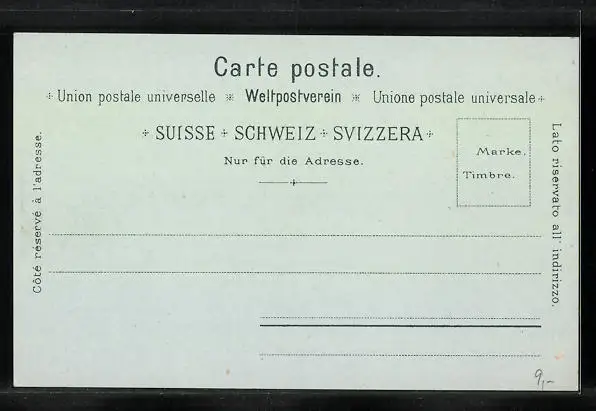 Carte postale.
+ Union postale universelle ※ Weltpostverein ※ Unione postale universale +
+ SUISSE + SCHWEIZ + SVIZZERA +
Nur für die Adresse.
Marke.
Timbre.
Côté réservé à l'adresse.
Lato riservato all' indirizzo.
9,-